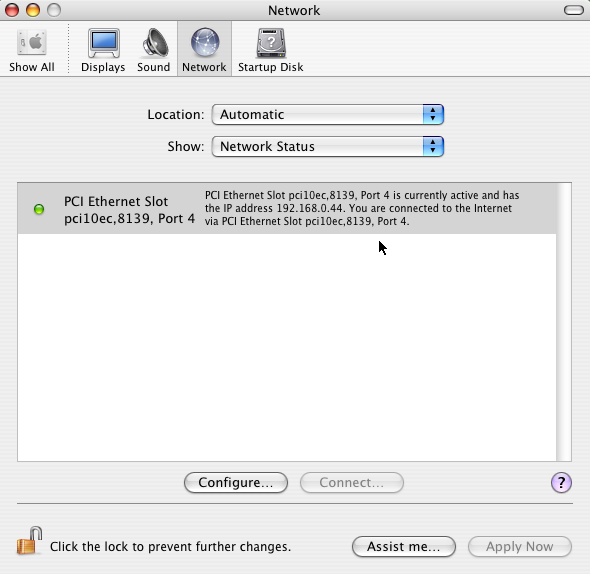 Network
Show All
Displays
Sound
Network
Startup Disk
Location: Automatic
Show: Network Status
PCI Ethernet Slot
pci10ec,8139, Port 4
PCI Ethernet Slot pci10ec,8139, Port 4 is currently active and has
the IP address 192.168.0.44. You are connected to the Internet
via PCI Ethernet Slot pci10ec,8139, Port 4.
Configure...
Connect...
?
Click the lock to prevent further changes.
Assist me...
Apply Now